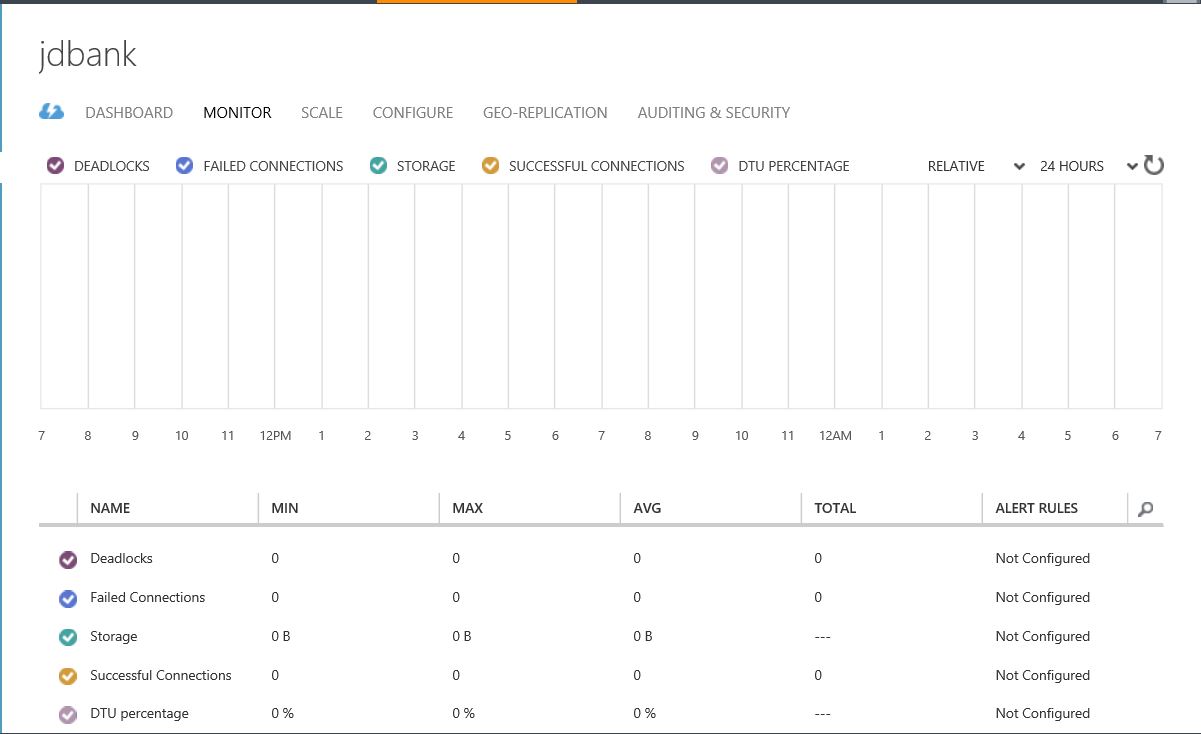 jdbank
DASHBOARD MONITOR SCALE CONFIGURE GEO-REPLICATION AUDITING & SECURITY
DEADLOCKS FAILED CONNECTIONS STORAGE SUCCESSFUL CONNECTIONS DTU PERCENTAGE RELATIVE 24 HOURS
7 8 9 10 11 12PM 1 2 3 4 5 6 7 8 9 10 11 12AM 1 2 3 4 5 6 7
NAME MIN MAX AVG TOTAL ALERT RULES
Deadlocks 0 0 0 0 Not Configured
Failed Connections 0 0 0 0 Not Configured
Storage 0 B 0 B 0 B --- Not Configured
Successful Connections 0 0 0 0 Not Configured
DTU percentage 0 % 0 % 0 % --- Not Configured